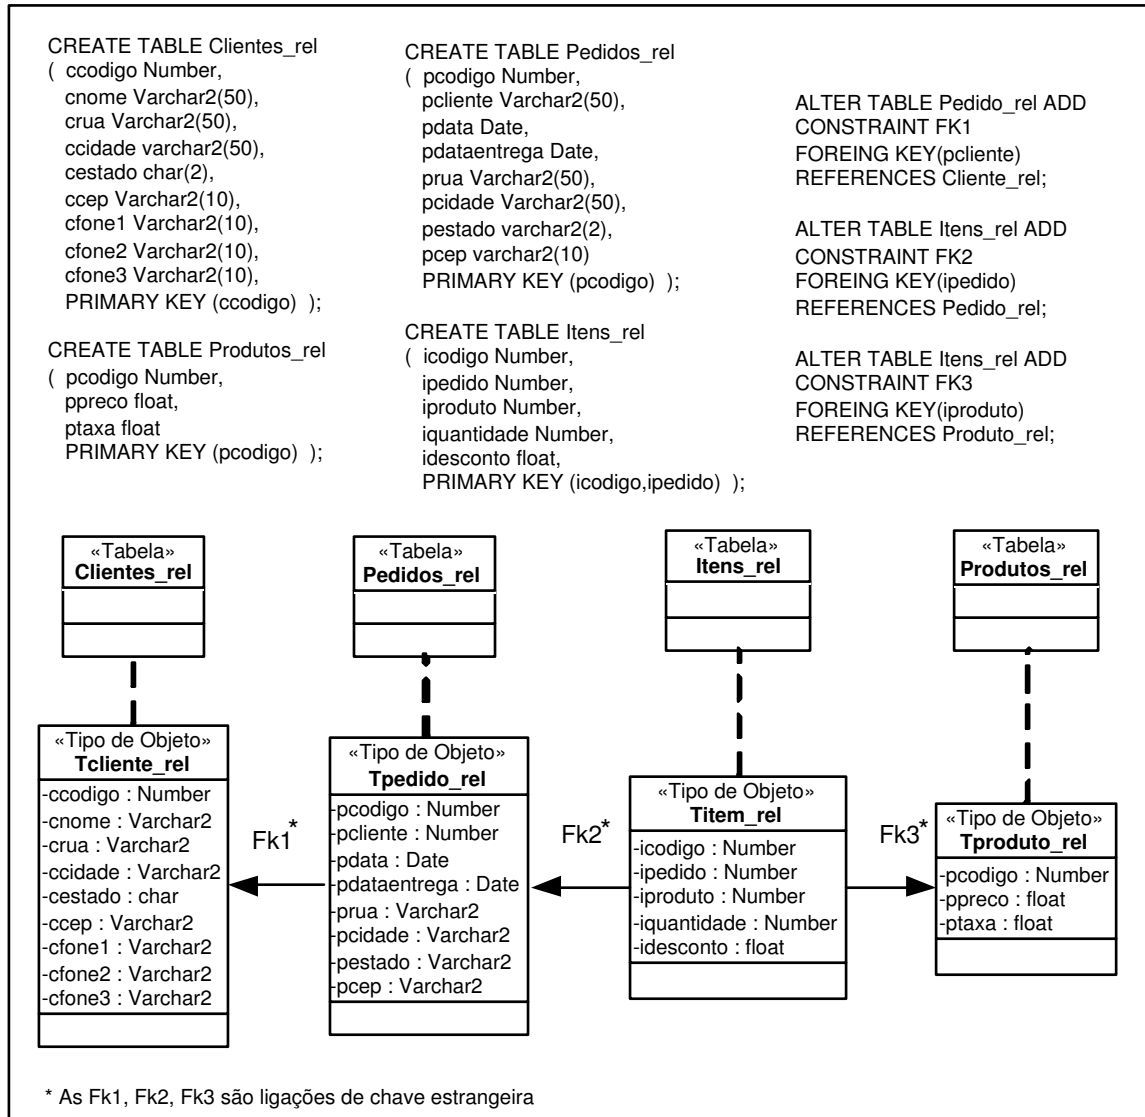 CREATE TABLE Clientes_rel
( ccodigo Number,
cnome Varchar2(50),
crua Varchar2(50),
ccidade varchar2(50),
cestado char(2),
ccep Varchar2(10),
cfone1 Varchar2(10),
cfone2 Varchar2(10),
cfone3 Varchar2(10),
PRIMARY KEY (ccodigo) );
CREATE TABLE Produtos_rel
( pcodigo Number,
ppreco float,
ptaxa float
PRIMARY KEY (pcodigo) );
CREATE TABLE Pedidos_rel
( pcodigo Number,
pcliente Varchar2(50),
pdata Date,
pdataentrega Date,
prua Varchar2(50),
pcidade Varchar2(50),
pestado varchar2(2),
pcep varchar2(10)
PRIMARY KEY (pcodigo) );
CREATE TABLE Itens_rel
( icodigo Number,
ipedido Number,
iproduto Number,
iquantidade Number,
idesconto float,
PRIMARY KEY (icodigo,ipedido) );
ALTER TABLE Pedido_rel ADD
CONSTRAINT FK1
FOREING KEY(pcliente)
REFERENCES Cliente_rel;
ALTER TABLE Itens_rel ADD
CONSTRAINT FK2
FOREING KEY(ipedido)
REFERENCES Pedido_rel;
ALTER TABLE Itens_rel ADD
CONSTRAINT FK3
FOREING KEY(iproduto)
REFERENCES Produto_rel;
«Tabela»
Clientes_rel
«Tabela»
Pedidos_rel
«Tabela»
Itens_rel
«Tabela»
Produtos_rel
«Tipo de Objeto»
Tcliente_rel
-ccodigo : Number
-cnome : Varchar2
-crua : Varchar2
-ccidade : Varchar2
-cestado : char
-ccep : Varchar2
-cfone1 : Varchar2
-cfone2 : Varchar2
-cfone3 : Varchar2
Fk1*
«Tipo de Objeto»
Tpedido_rel
-pcodigo : Number
-pcliente : Number
-pdata : Date
-pdataentrega : Date
-prua : Varchar2
-pcidade : Varchar2
-pestado : Varchar2
-pcep : Varchar2
Fk2*
«Tipo de Objeto»
Titem_rel
-icodigo : Number
-ipedido : Number
-iproduto : Number
-iquantidade : Number
-idesconto : float
Fk3*
«Tipo de Objeto»
Tproduto_rel
-pcodigo : Number
-ppreco : float
-ptaxa : float
* As Fk1, Fk2, Fk3 são ligações de chave estrangeira